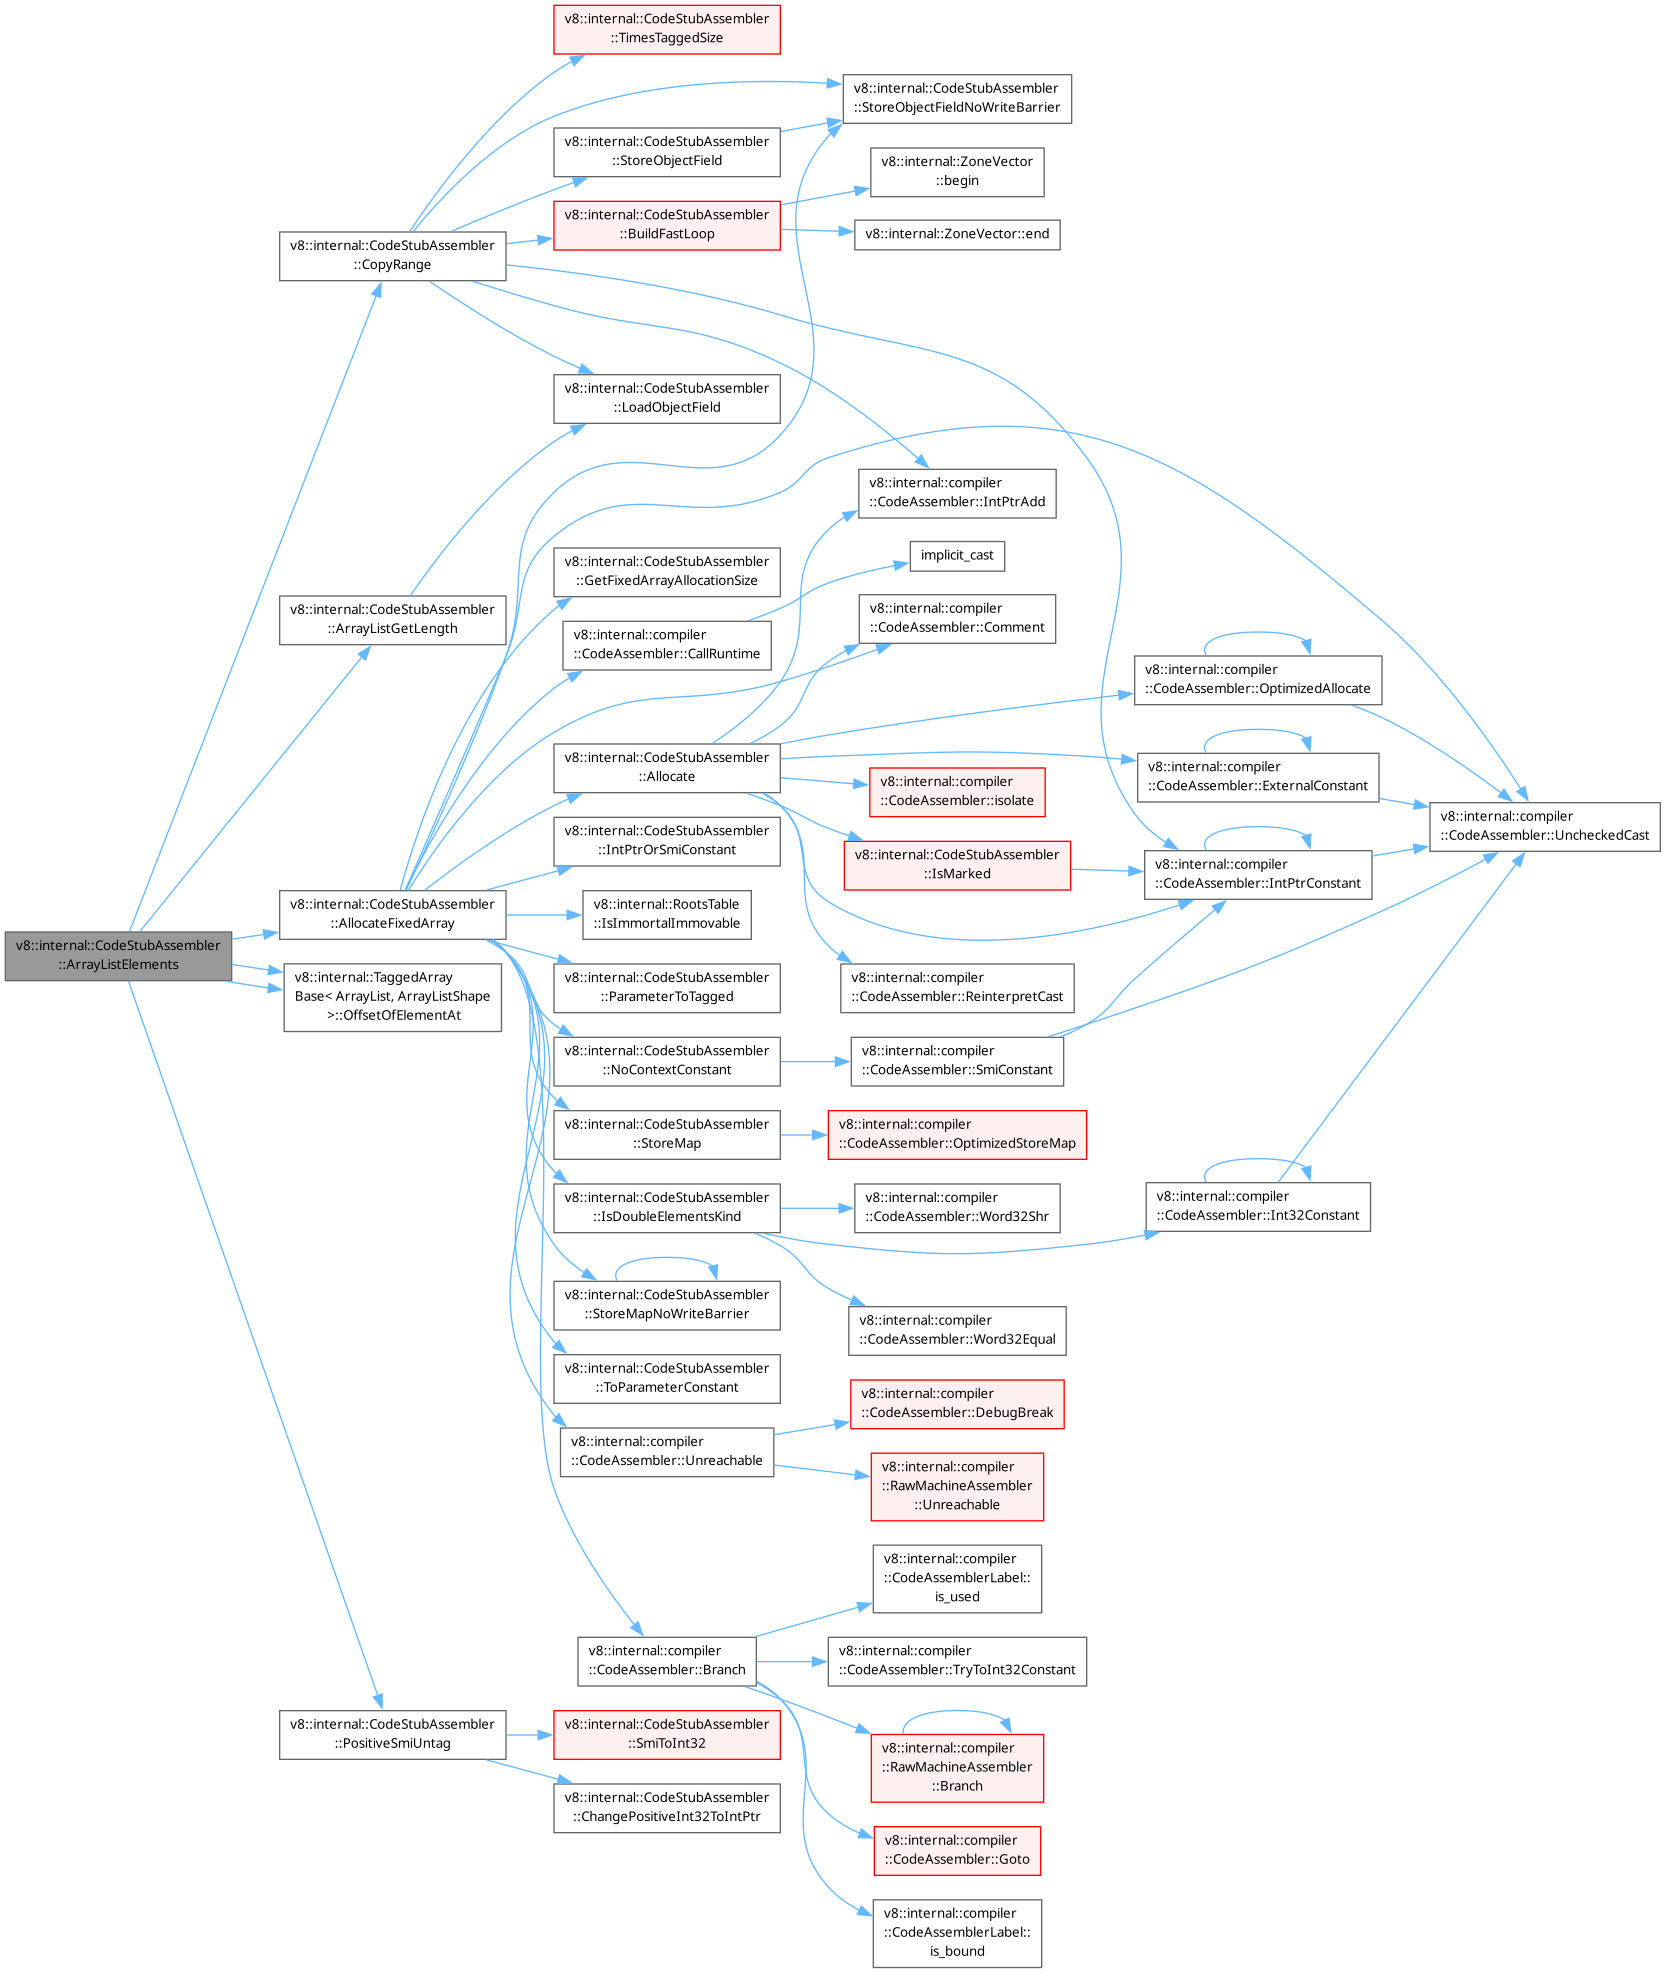 v8::internal::CodeStubAssembler
::TimesTaggedSize
v8::internal::CodeStubAssembler
::StoreObjectFieldNoWriteBarrier
v8::internal::CodeStubAssembler
::StoreObjectField
v8::internal::ZoneVector
::begin
v8::internal::CodeStubAssembler
::BuildFastLoop
v8::internal::ZoneVector::end
v8::internal::CodeStubAssembler
::CopyRange
v8::internal::CodeStubAssembler
::LoadObjectField
v8::internal::compiler
::CodeAssembler::IntPtrAdd
v8::internal::CodeStubAssembler
::GetFixedArrayAllocationSize
implicit_cast
v8::internal::CodeStubAssembler
::ArrayListGetLength
v8::internal::compiler
::CodeAssembler::CallRuntime
v8::internal::compiler
::CodeAssembler::Comment
v8::internal::compiler
::CodeAssembler::OptimizedAllocate
v8::internal::CodeStubAssembler
::Allocate
v8::internal::compiler
::CodeAssembler::isolate
v8::internal::compiler
::CodeAssembler::ExternalConstant
v8::internal::compiler
::CodeAssembler::UncheckedCast
v8::internal::CodeStubAssembler
::IntPtrOrSmiConstant
v8::internal::CodeStubAssembler
::IsMarked
v8::internal::compiler
::CodeAssembler::IntPtrConstant
v8::internal::CodeStubAssembler
::AllocateFixedArray
v8::internal::RootsTable
::IsImmortalImmovable
v8::internal::CodeStubAssembler
::ArrayListElements
v8::internal::TaggedArray
Base< ArrayList, ArrayListShape
>::OffsetOfElementAt
v8::internal::CodeStubAssembler
::ParameterToTagged
v8::internal::compiler
::CodeAssembler::ReinterpretCast
v8::internal::CodeStubAssembler
::NoContextConstant
v8::internal::compiler
::CodeAssembler::SmiConstant
v8::internal::CodeStubAssembler
::StoreMap
v8::internal::compiler
::CodeAssembler::OptimizedStoreMap
v8::internal::CodeStubAssembler
::IsDoubleElementsKind
v8::internal::compiler
::CodeAssembler::Word32Shr
v8::internal::compiler
::CodeAssembler::Int32Constant
v8::internal::CodeStubAssembler
::StoreMapNoWriteBarrier
v8::internal::compiler
::CodeAssembler::Word32Equal
v8::internal::CodeStubAssembler
::ToParameterConstant
v8::internal::compiler
::CodeAssembler::DebugBreak
v8::internal::compiler
::CodeAssembler::Unreachable
v8::internal::compiler
::RawMachineAssembler
::Unreachable
v8::internal::compiler
::CodeAssemblerLabel::
is_used
v8::internal::compiler
::CodeAssembler::Branch
v8::internal::compiler
::CodeAssembler::TryToInt32Constant
v8::internal::CodeStubAssembler
::PositiveSmiUntag
v8::internal::CodeStubAssembler
::SmiToInt32
v8::internal::compiler
::RawMachineAssembler
::Branch
v8::internal::CodeStubAssembler
::ChangePositiveInt32ToIntPtr
v8::internal::compiler
::CodeAssembler::Goto
v8::internal::compiler
::CodeAssemblerLabel::
is_bound